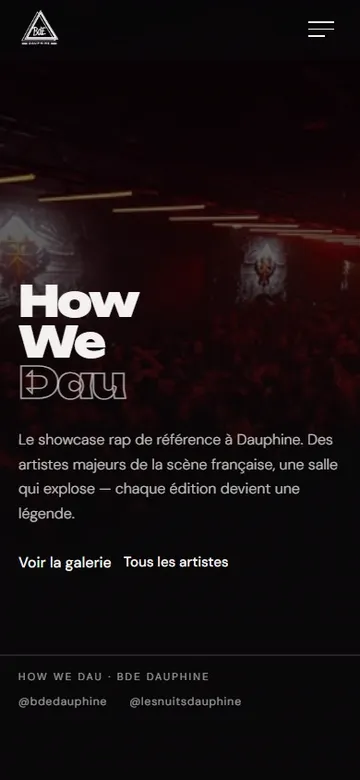 BDE
DAUPHINE
How
We
Dau
Le showcase rap de référence à Dauphine. Des
artistes majeurs de la scène française, une salle
qui explose — chaque édition devient une
légende.
Voir la galerie Tous les artistes
HOW WE DAU · BDE DAUPHINE
@bdedauphine @lesnuitsdauphine